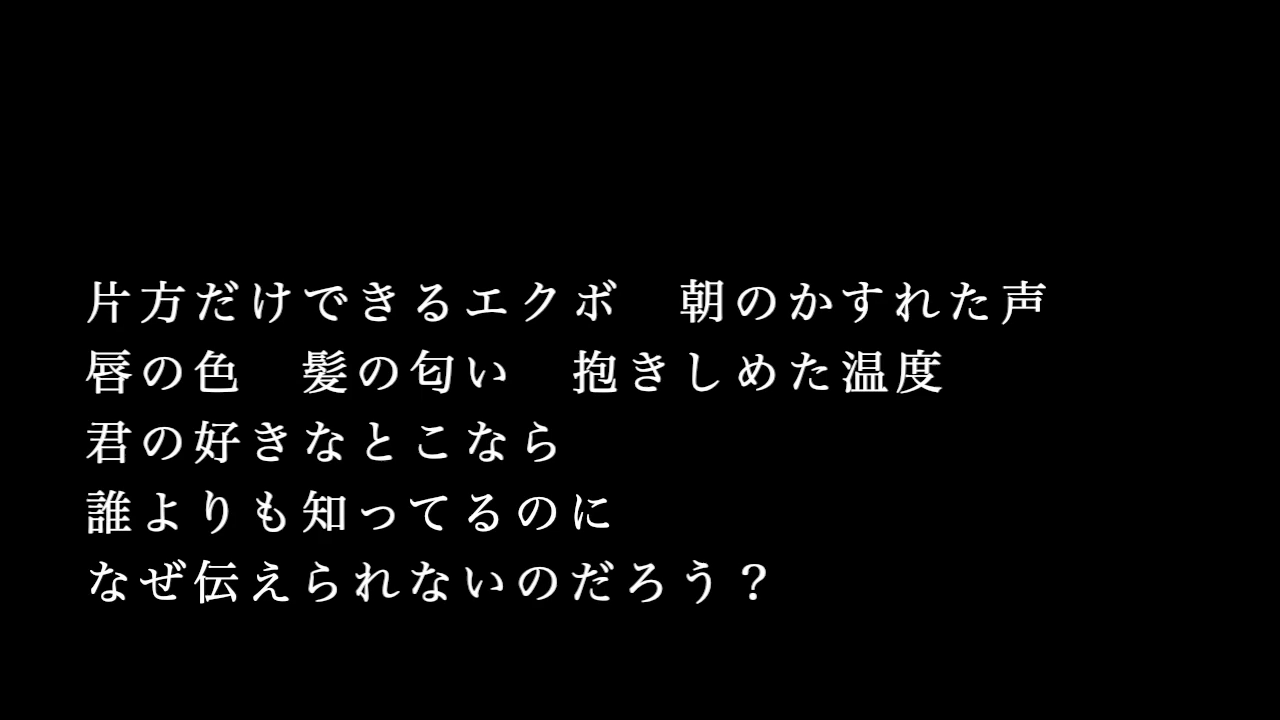 片方だけできるエクボ　朝のかすれた声
唇の色　髪の匂い　抱きしめた温度
君の好きなとこなら
誰よりも知ってるのに
なぜ伝えられないのだろう？